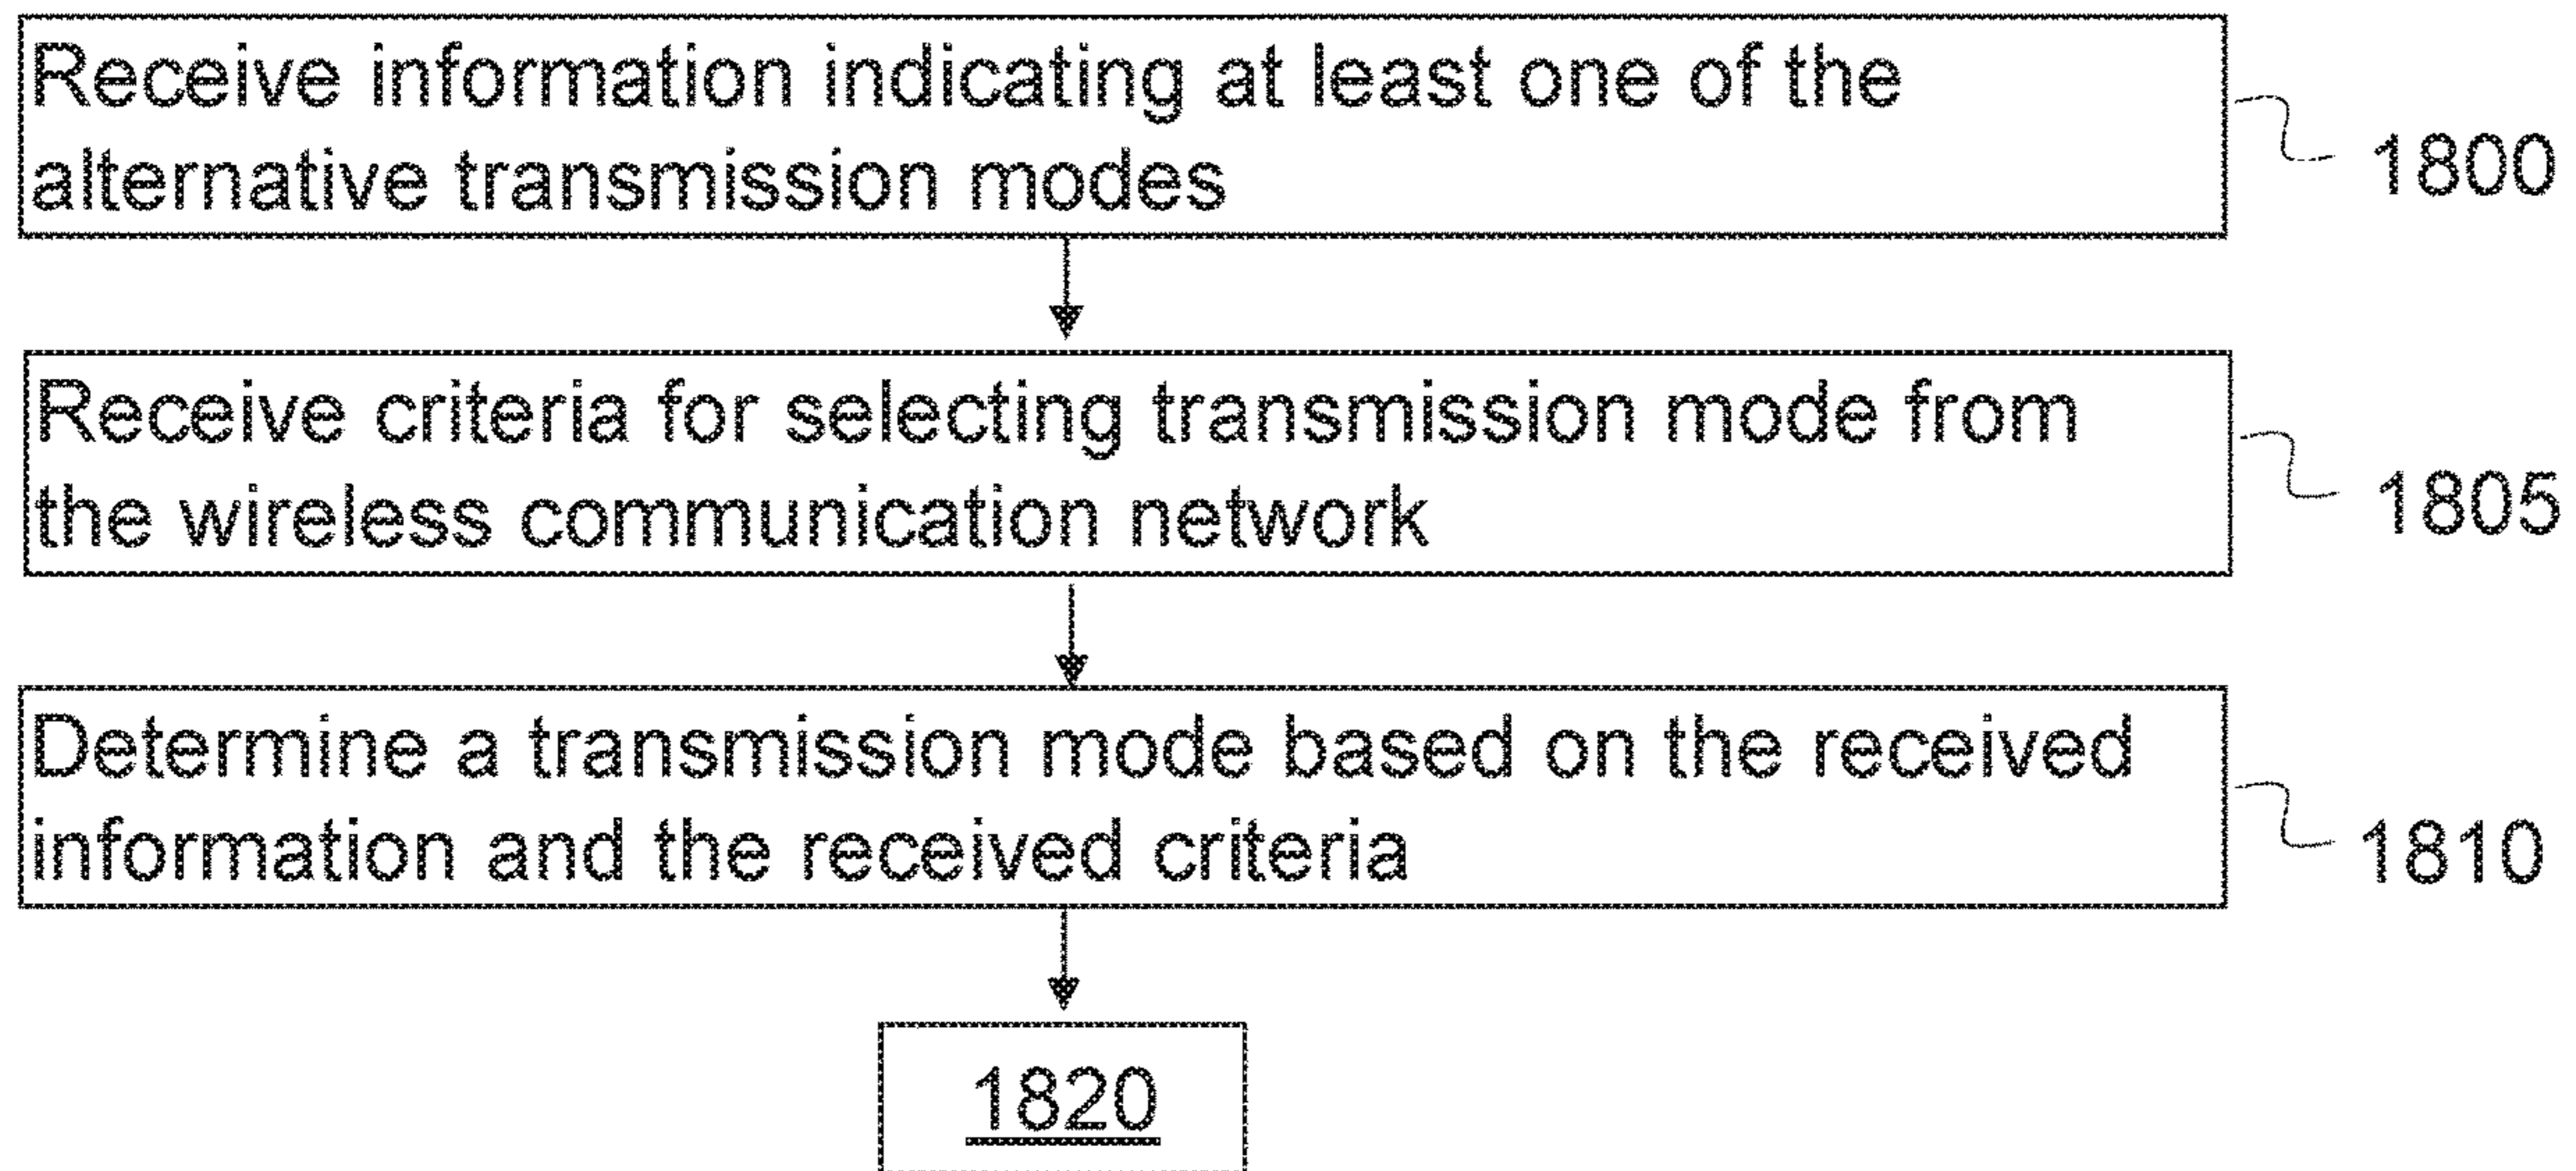 Receive information indicating at least one of the
alternative transmission modes
1800
Receive criteria for selecting transmission mode from
the wireless communication network
1805
Determine a transmission mode based on the received
information and the received criteria
1810
1820